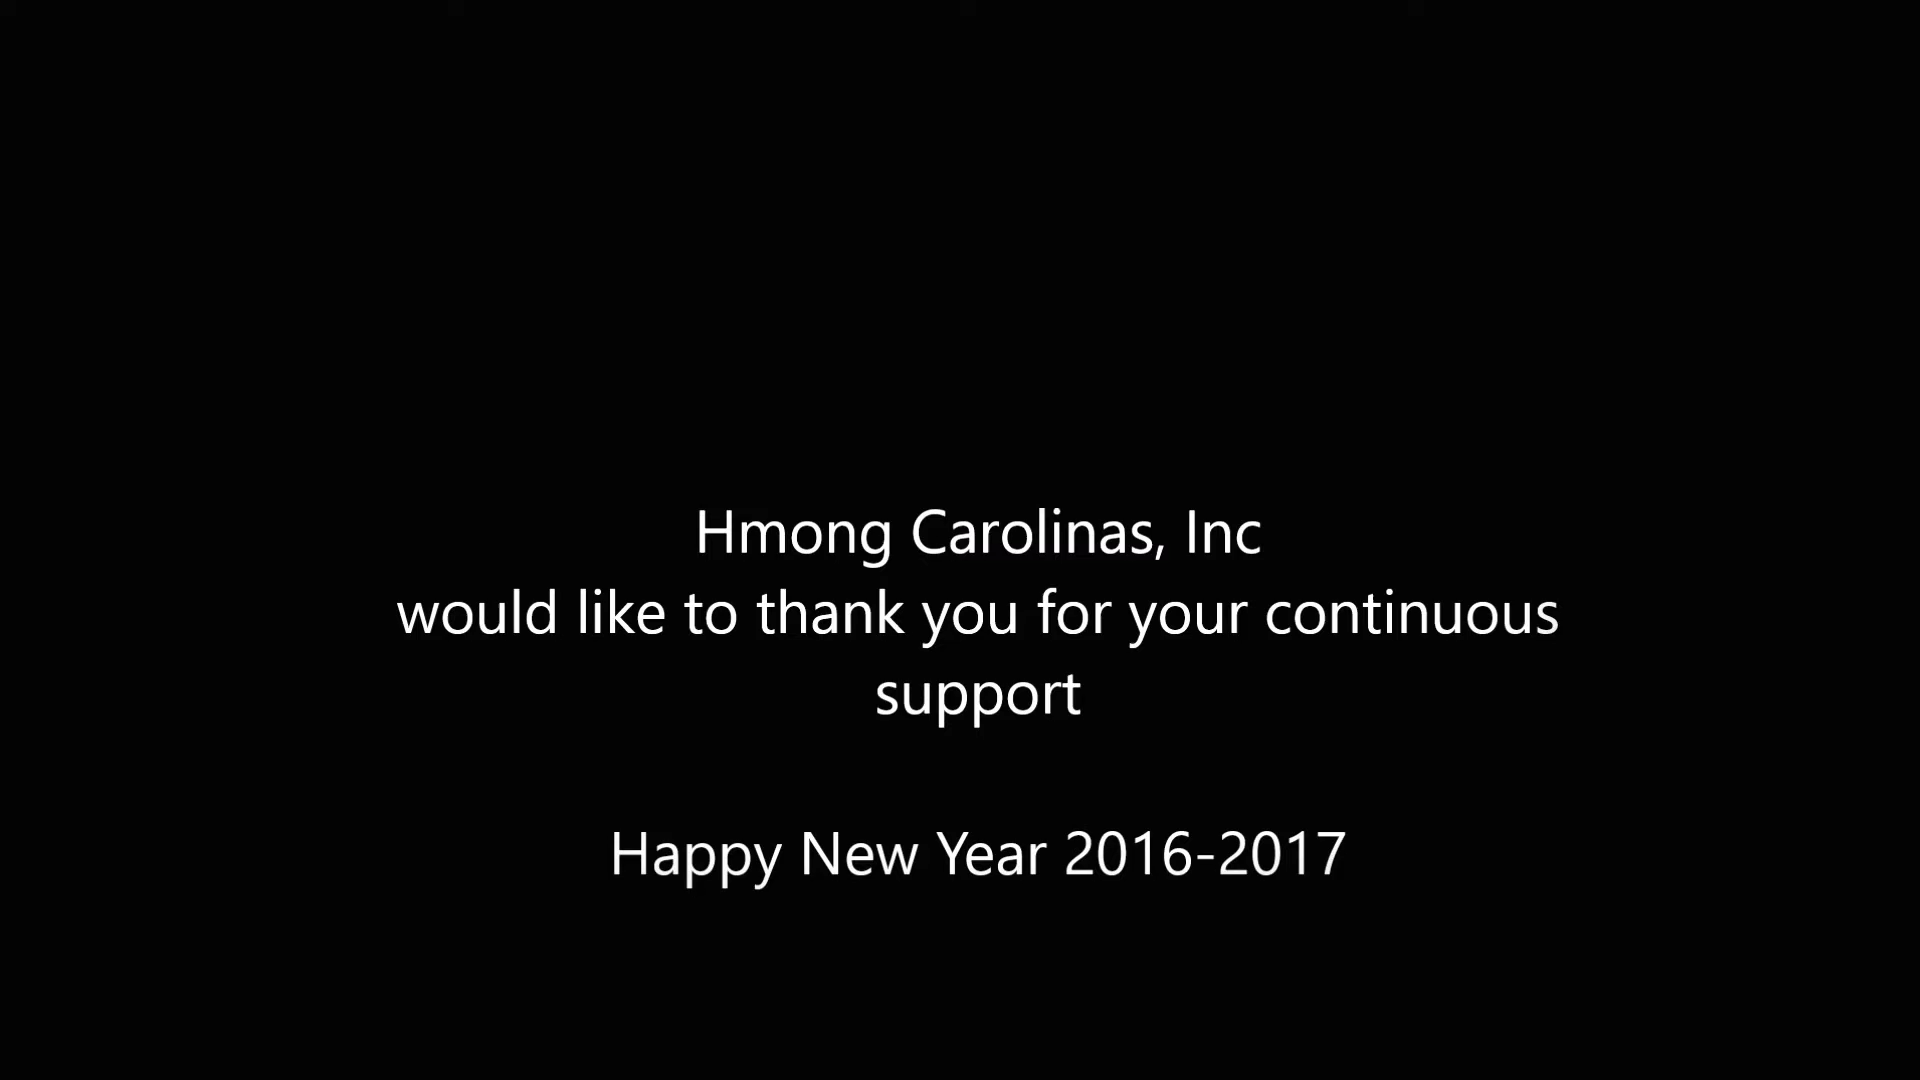 Hmong Carolinas, Inc
would like to thank you for your continuous
support
Happy New Year 2016-2017